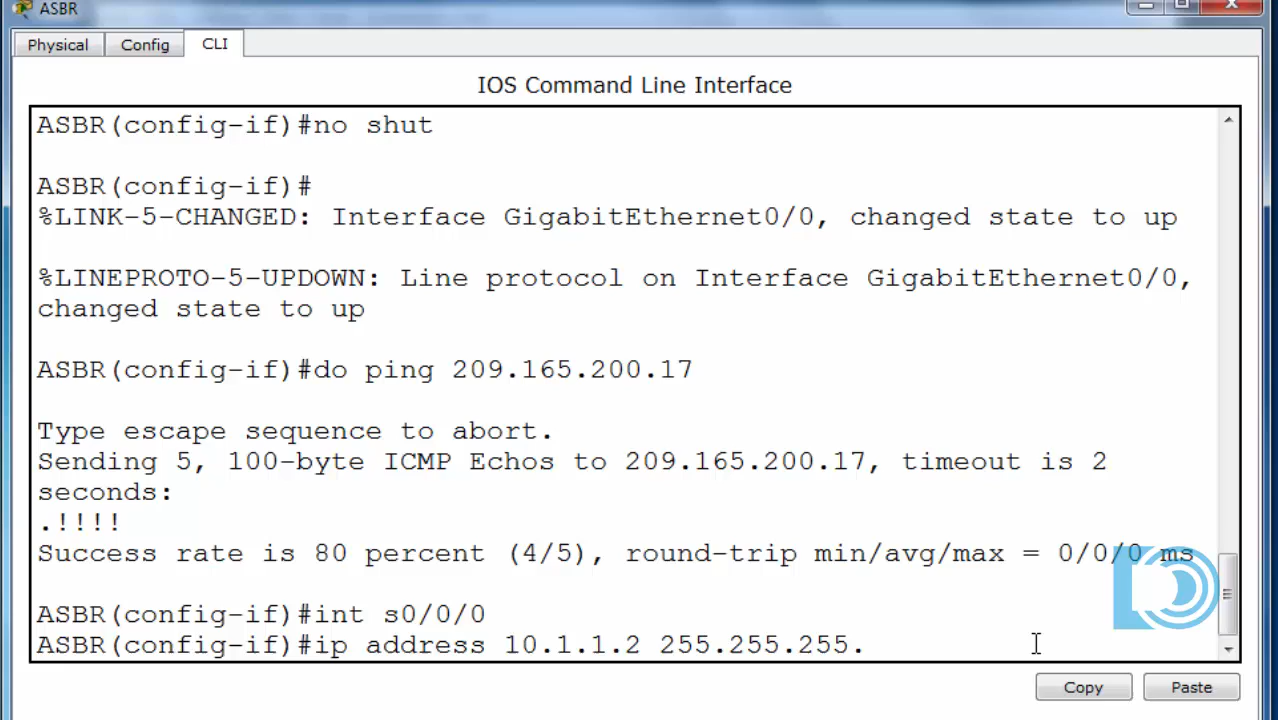 ASBR
Physical
Config
CLI
IOS Command Line Interface
ASBR(config-if)#no shut
ASBR(config-if)#
%LINK-5-CHANGED: Interface GigabitEthernet0/0, changed state to up
%LINEPROTO-5-UPDOWN: Line protocol on Interface GigabitEthernet0/0,
changed state to up
ASBR(config-if)#do ping 209.165.200.17
Type escape sequence to abort.
Sending 5, 100-byte ICMP Echos to 209.165.200.17, timeout is 2
seconds:
.!!!!
Success rate is 80 percent (4/5), round-trip min/avg/max = 0/0/0 ms
ASBR(config-if)#int s0/0/0
ASBR(config-if)#ip address 10.1.1.2 255.255.255.
Copy
Paste